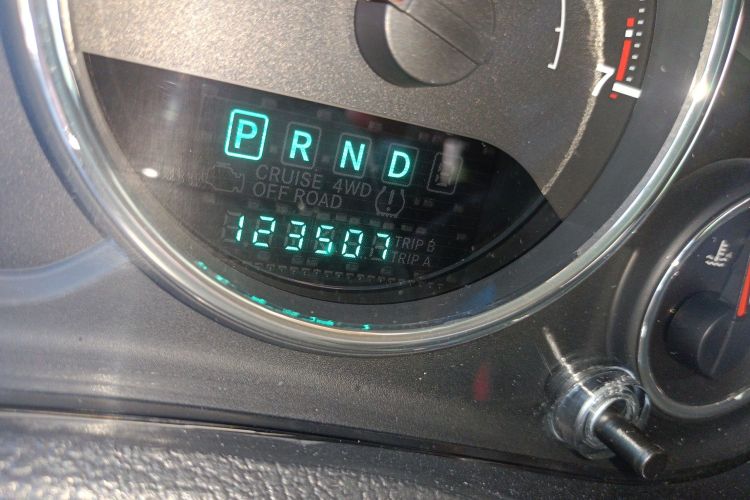 7
P R N D
CRUISE 4WD
OFF ROAD
TRIP B
123507
TRIP A